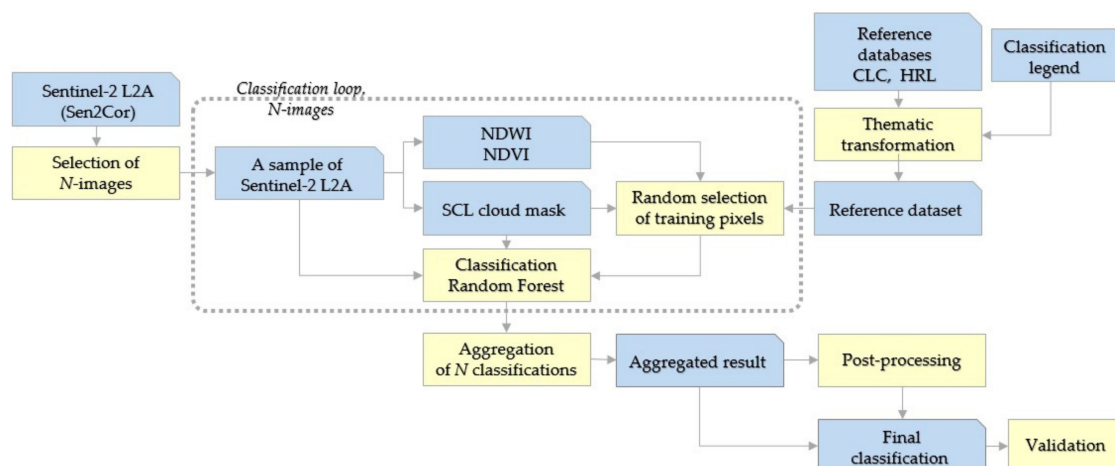 Reference
databases
CLC, HRL
Classification
legend
Sentinel-2 L2A
(Sen2Cor)
Classification loop,
N-images
NDWI
NDVI
Thematic
transformation
Selection of
N-images
A sample of
Sentinel-2 L2A
SCL cloud mask
Random selection
of training pixels
Reference dataset
Classification
Random Forest
Aggregation
of N classifications
Aggregated result
Post-processing
Final
classification
Validation